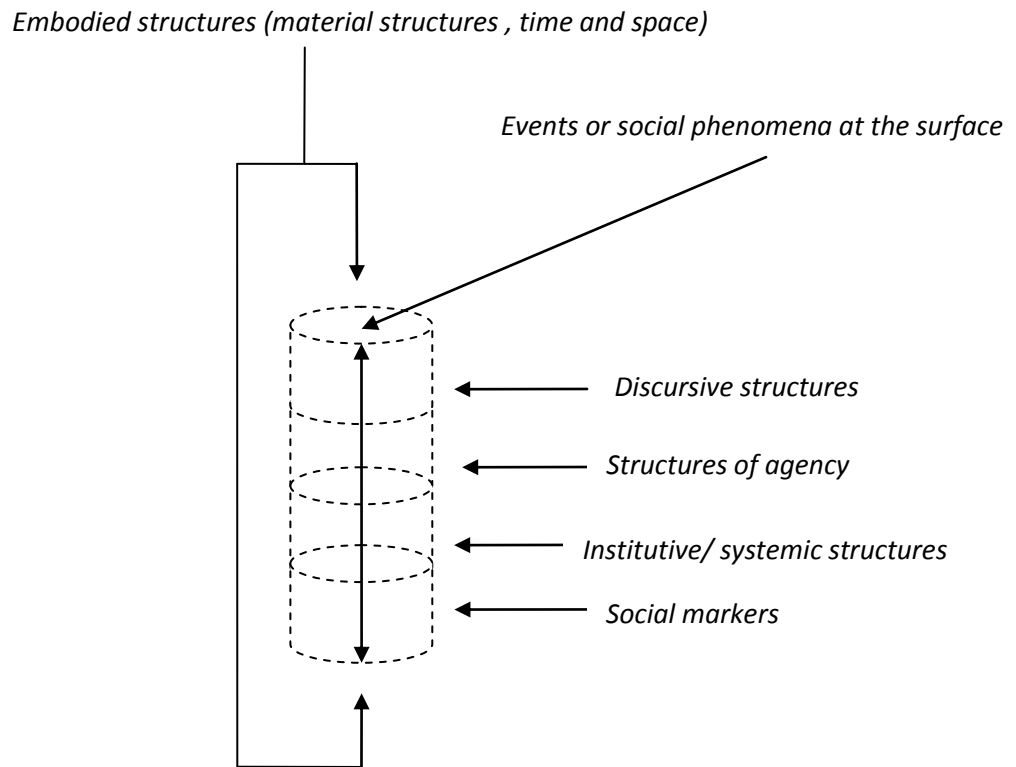 Embodied structures (material structures , time and space)
Events or social phenomena at the surface
Discursive structures
Structures of agency
Institutive/ systemic structures
Social markers